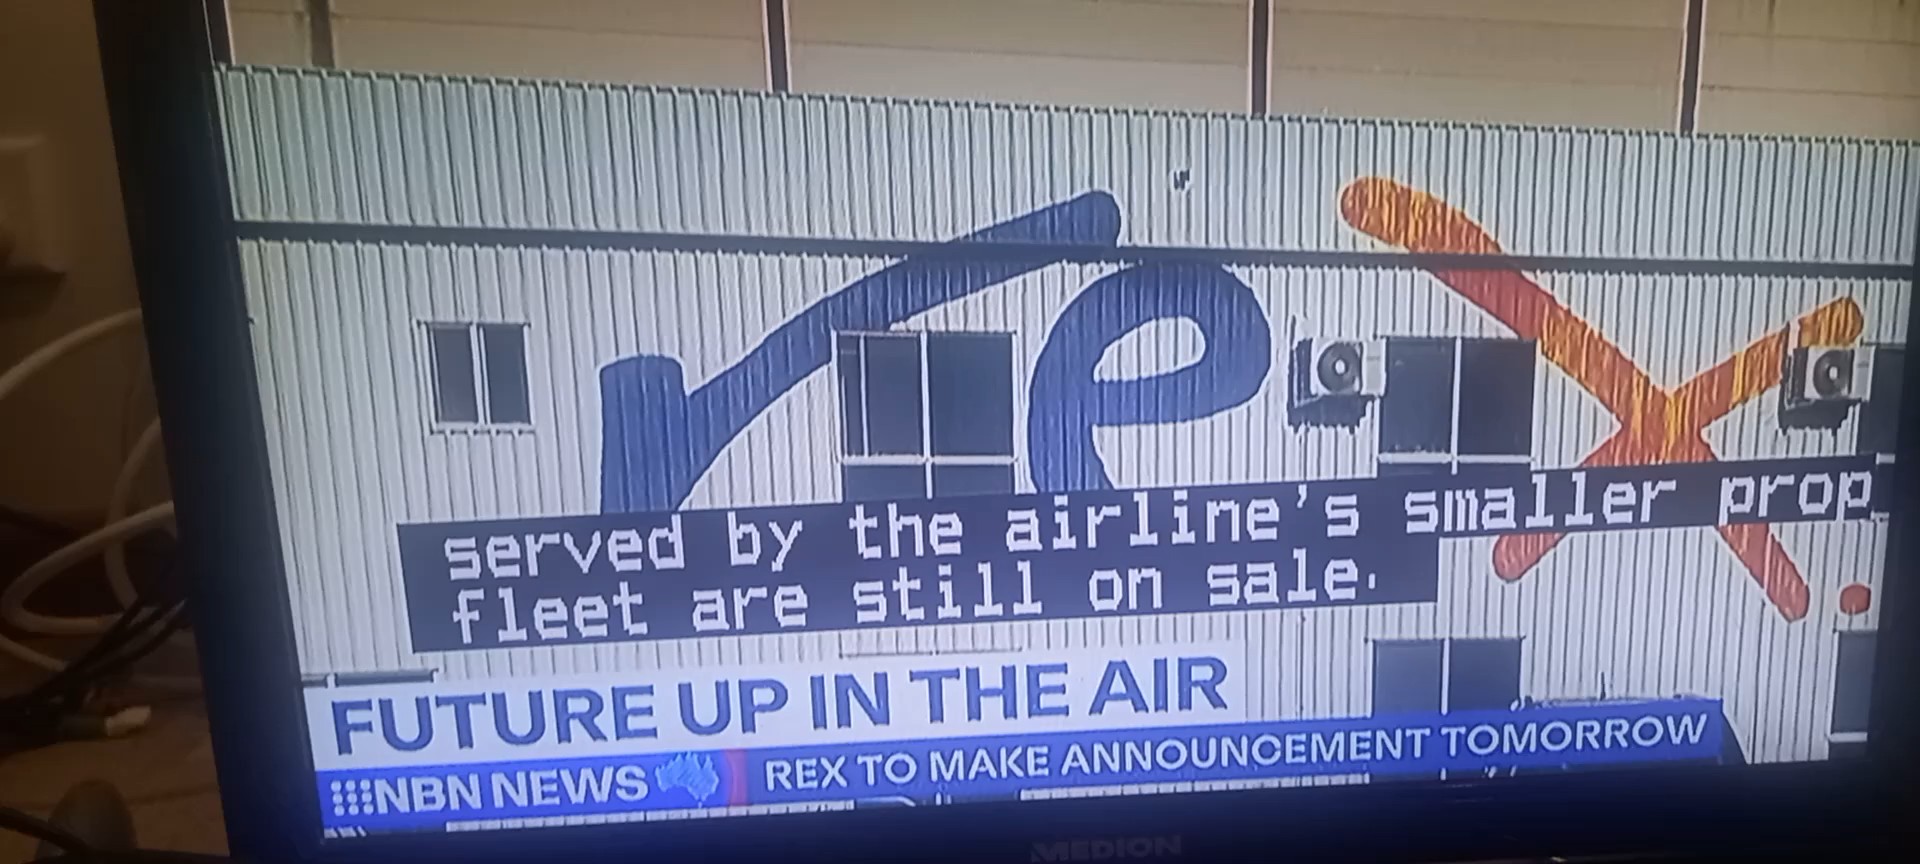 rex.
served by the airline's smaller prop
fleet are still on sale.
FUTURE UP IN THE AIR
NBN NEWS
REX TO MAKE ANNOUNCEMENT TOMORROW
MEDION